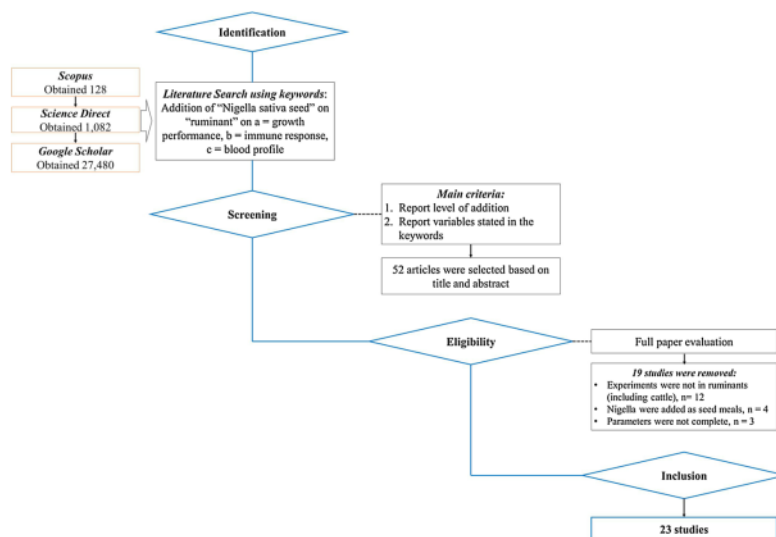 Identification
Scopus
Obtained 128
Science Direct
Obtained 1,082
Google Scholar
Obtained 27,480
Literature Search using keywords:
Addition of “Nigella sativa seed” on
“ruminant” on a = growth
performance, b = immune response,
c = blood profile
Screening
Main criteria:
1. Report level of addition
2. Report variables stated in the
keywords
52 articles were selected based on
title and abstract
Eligibility
Full paper evaluation
19 studies were removed:
• Experiments were not in ruminants
(including cattle), n= 12
• Nigella were added as seed meals, n = 4
• Parameters were not complete, n = 3
Inclusion
23 studies